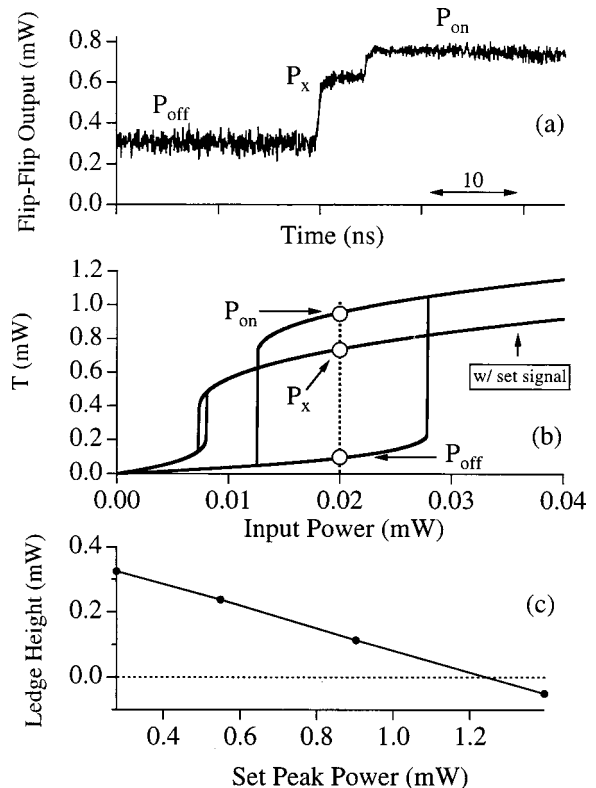 Flip-Flip Output (mW)
0.8
0.6
0.4
0.2
0.0
P_off
P_x
P_on
(a)
10
Time (ns)
T (mW)
1.2
1.0
0.8
0.6
0.4
0.2
0.0
P_on
P_x
w/ set signal
(b)
P_off
0.00 0.01 0.02 0.03 0.04
Input Power (mW)
Ledge Height (mW)
0.4
0.2
0.0
(c)
0.4 0.6 0.8 1.0 1.2
Set Peak Power (mW)